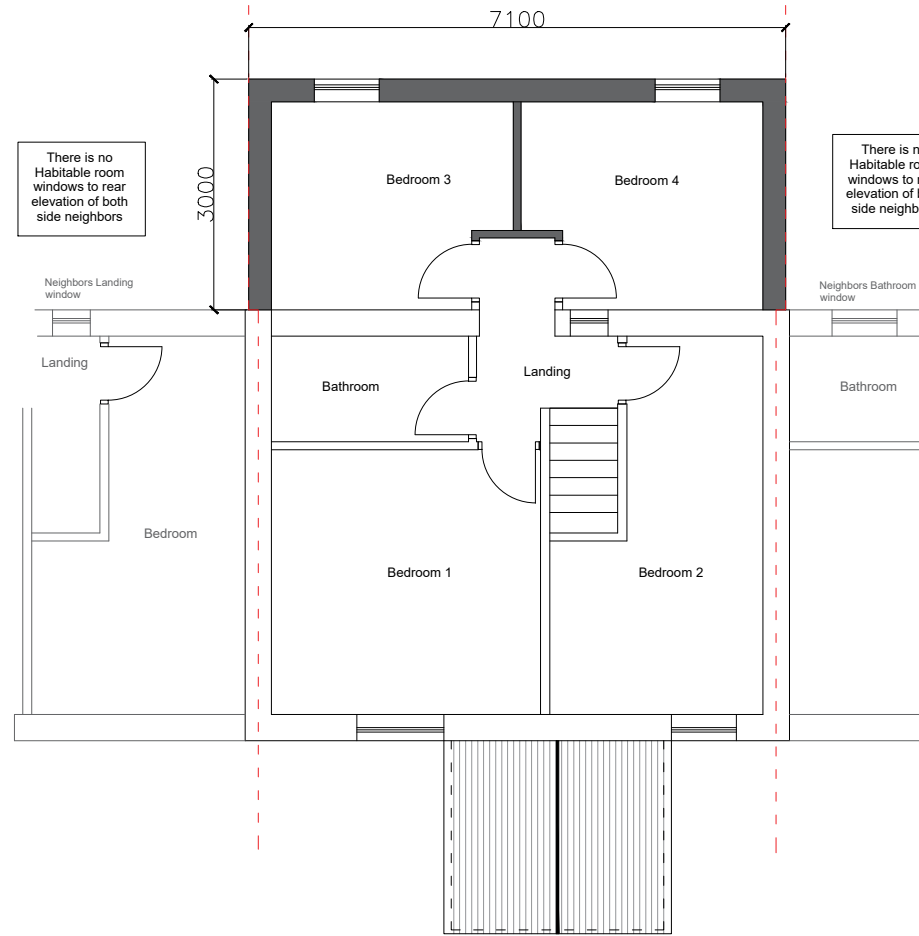 7100
3000
There is no
Habitable room
windows to rear
elevation of both
side neighbors
There is
Habitable
windows to
elevation of
side
Bedroom 3
Bedroom 4
Neighbors Landing
window
Neighbors Bathroom
window
Landing
Bathroom
Landing
Bathroom
Bedroom
Bedroom 1
Bedroom 2